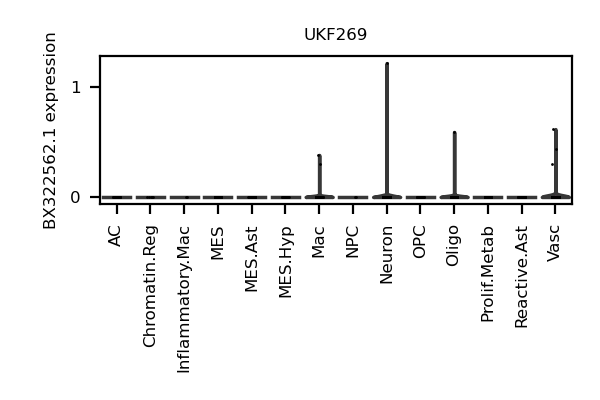 UKF269
BX322562.1 expression
1
0
AC
Chromatin.Reg
Inflammatory.Mac
MES
MES.Ast
MES.Hyp
Mac
NPC
Neuron
OPC
Oligo
Prolif.Metab
Reactive.Ast
Vasc